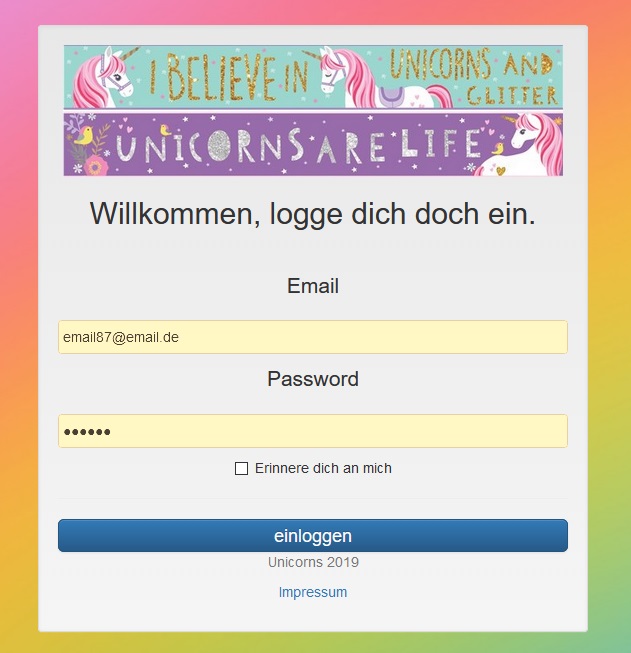 I BELIEVE IN UNICORNS AND GLITTER
UNICORNS ARE LIFE
Willkommen, logge dich doch ein.
Email
email87@email.de
Password
●●●●●●
Erinnere dich an mich
einloggen
Unicorns 2019
Impressum